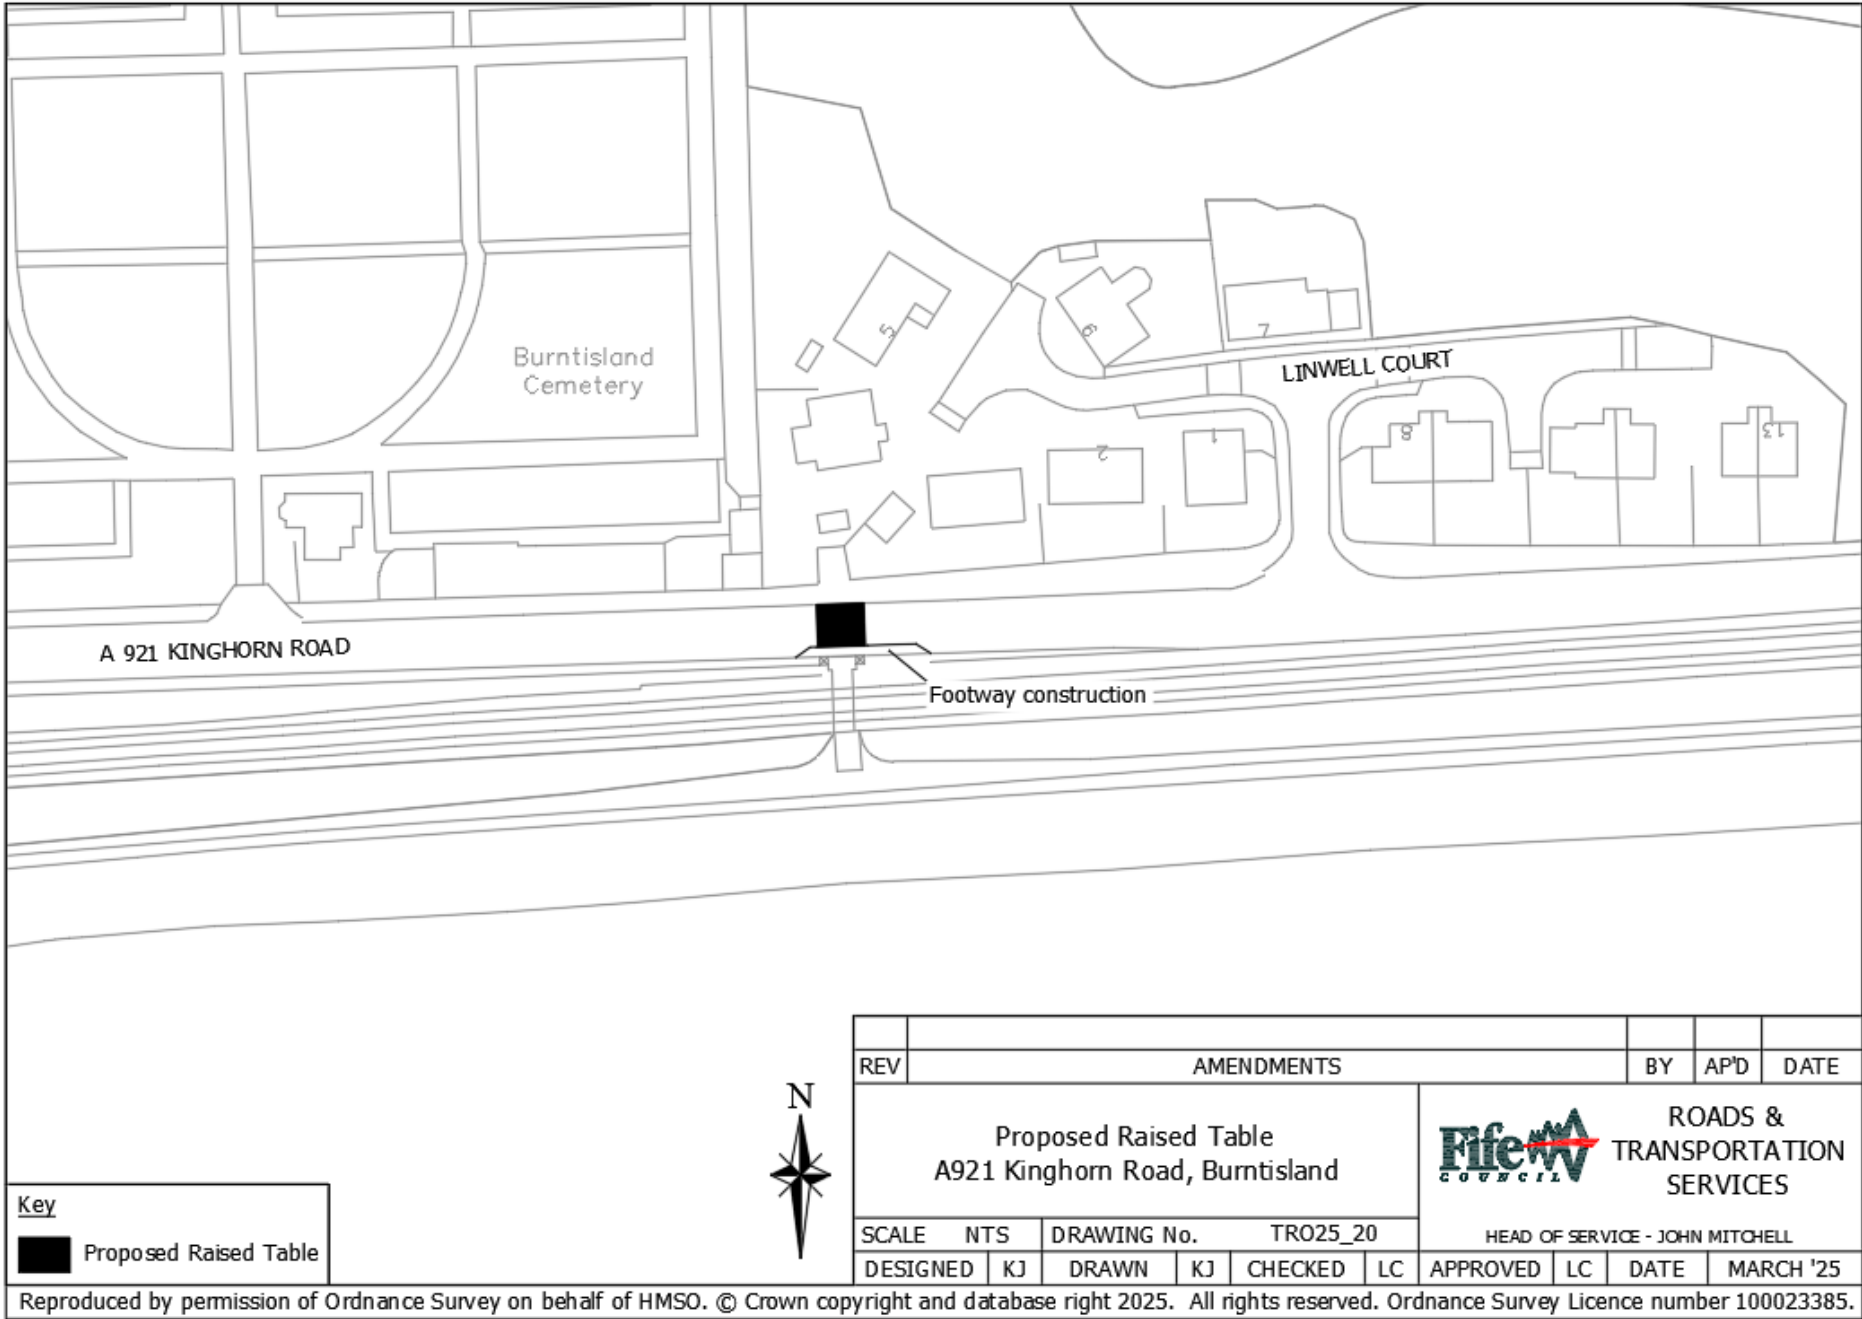 Burntisland
Cemetery
5
6
7
LINWELL COURT
2
1
8
13
A 921 KINGHORN ROAD
Footway construction
REV AMENDMENTS BY AP'D DATE
N
Proposed Raised Table
A921 Kinghorn Road, Burntisland
Fife
COUNCIL
ROADS &
TRANSPORTATION
SERVICES
HEAD OF SERVICE - JOHN MITCHELL
SCALE NTS DRAWING No. TRO25_20
DESIGNED KJ DRAWN KJ CHECKED LC APPROVED LC DATE MARCH '25
Key
Proposed Raised Table
Reproduced by permission of Ordnance Survey on behalf of HMSO. © Crown copyright and database right 2025. All rights reserved. Ordnance Survey Licence number 100023385.